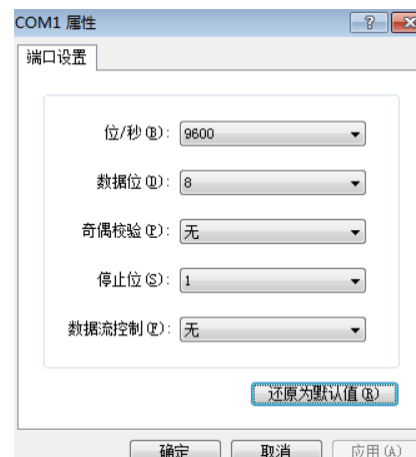 COM1 属性
端口设置
位/秒(B): 9600
数据位(D): 8
奇偶校验(P): 无
停止位(S): 1
数据流控制(F): 无
还原为默认值(R)
确定 取消 应用(A)